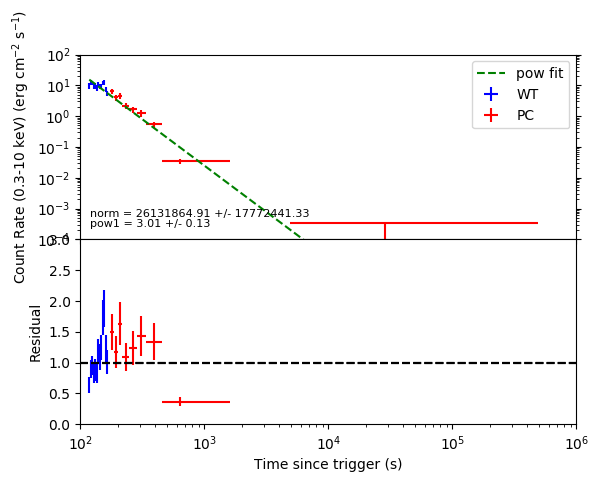 Count Rate (0.3-10 keV) (erg cm⁻² s⁻¹)
10²
10¹
10⁰
10⁻¹
10⁻²
10⁻³
10⁻⁴
pow fit
WT
PC
norm = 26131864.91 +/- 17772441.33
pow1 = 3.01 +/- 0.13
Residual
3.0
2.5
2.0
1.5
1.0
0.5
0.0
10² 10³ 10⁴ 10⁵ 10⁶
Time since trigger (s)